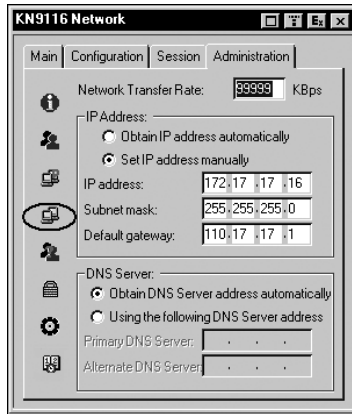 KN9116 Network
Main Configuration Session Administration
Network Transfer Rate: 99999 KBps
IP Address:
Obtain IP address automatically
Set IP address manually
IP address: 172.17.17.16
Subnet mask: 255.255.255.0
Default gateway: 110.17.17.1
DNS Server:
Obtain DNS Server address automatically
Using the following DNS Server address
Primary DNS Server: . . .
Alternate DNS Server: . . .